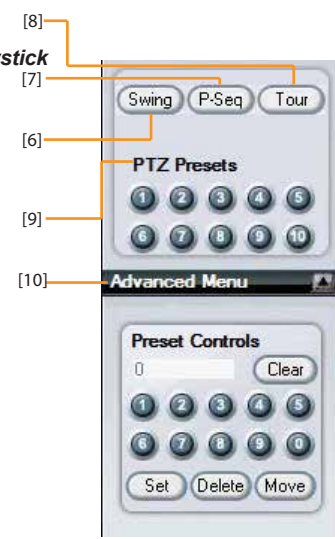 [8]
stick
[7]
Swing P-Seq Tour
[6]
PTZ Presets
1 2 3 4 5
[9]
6 7 8 9 10
[10]
Advanced Menu
Preset Controls
0 Clear
1 2 3 4 5
6 7 8 9 0
Set Delete Move